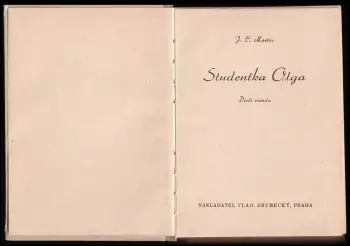 J. E. Martin
Studentka Olga
Dívčí román
NAKLADATEL VLAD. ZRUBECKÝ, PRAHA